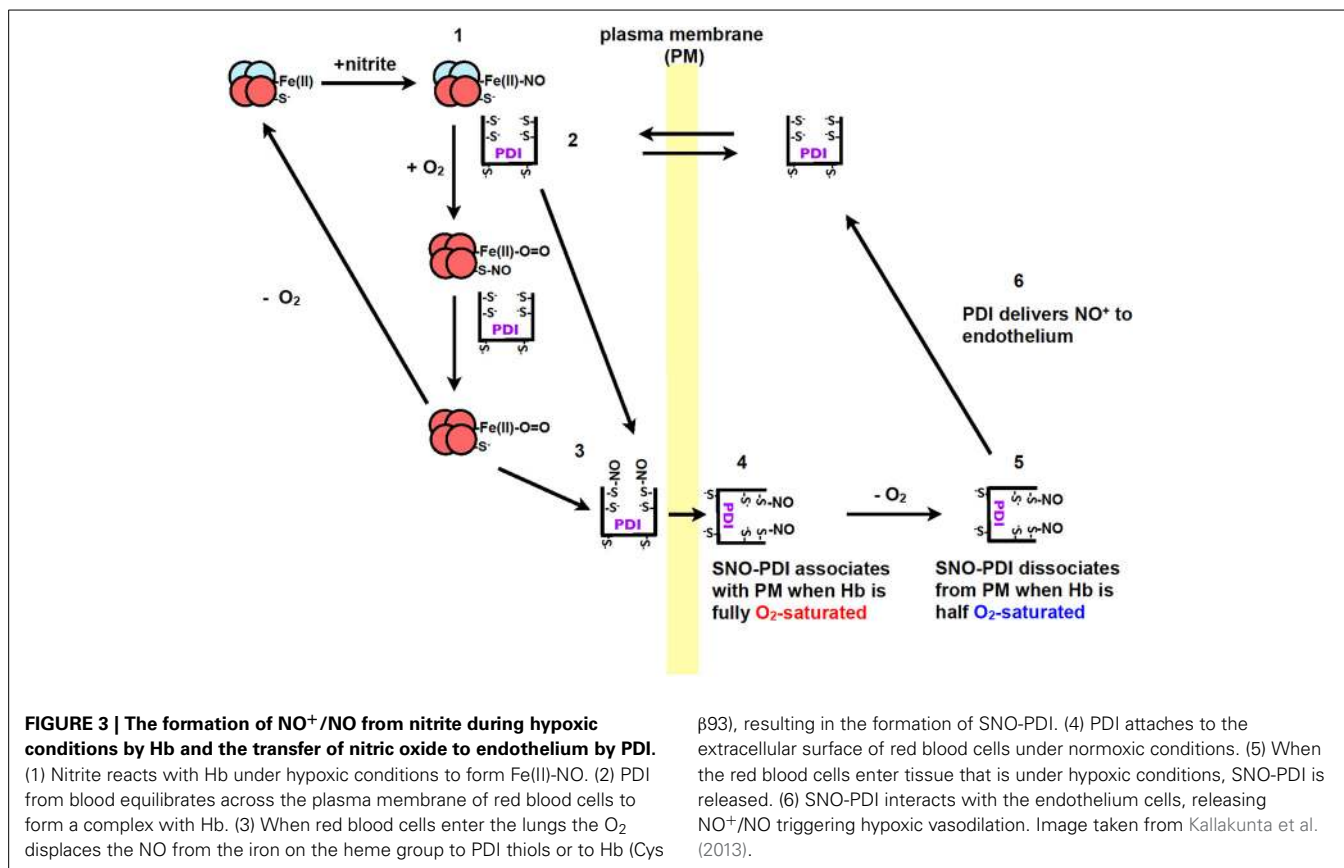 1
plasma membrane
(PM)
+nitrite
Fe(II)
S-
Fe(II)-NO
S-
-S- -S-
-S- -S-
PDI
-S -S
2
-S- -S-
-S- -S-
PDI
-S -S
+ O₂
Fe(II)-O=O
S-NO
-S- -S-
-S- -S-
PDI
-S -S
- O₂
6
PDI delivers NO⁺ to
endothelium
Fe(II)-O=O
S-
3
NO NO
-S- -S-
-S- -S-
PDI
-S -S
4
-S -S -S-NO
PDI
-S -S -S-NO
- O₂
5
-S -S -S-NO
PDI
-S -S -S-NO
SNO-PDI associates
with PM when Hb is
fully O₂-saturated
SNO-PDI dissociates
from PM when Hb is
half O₂-saturated
FIGURE 3 | The formation of NO⁺/NO from nitrite during hypoxic
conditions by Hb and the transfer of nitric oxide to endothelium by PDI.
(1) Nitrite reacts with Hb under hypoxic conditions to form Fe(II)-NO. (2) PDI
from blood equilibrates across the plasma membrane of red blood cells to
form a complex with Hb. (3) When red blood cells enter the lungs the O₂
displaces the NO from the iron on the heme group to PDI thiols or to Hb (Cys
β93), resulting in the formation of SNO-PDI. (4) PDI attaches to the
extracellular surface of red blood cells under normoxic conditions. (5) When
the red blood cells enter tissue that is under hypoxic conditions, SNO-PDI is
released. (6) SNO-PDI interacts with the endothelium cells, releasing
NO⁺/NO triggering hypoxic vasodilation. Image taken from Kallakunta et al.
(2013).